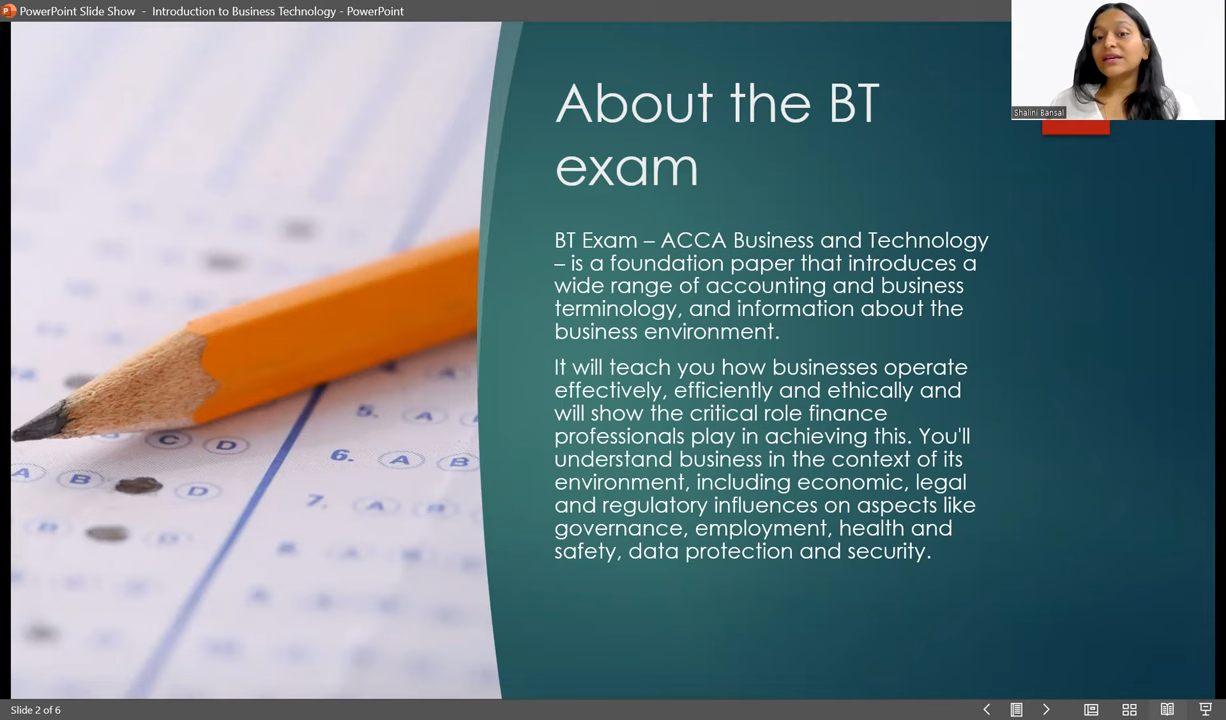 PowerPoint Slide Show - Introduction to Business Technology - PowerPoint
Shalini Bansal
About the BT
exam
BT Exam – ACCA Business and Technology
– is a foundation paper that introduces a
wide range of accounting and business
terminology, and information about the
business environment.
It will teach you how businesses operate
effectively, efficiently and ethically and
will show the critical role finance
professionals play in achieving this. You'll
understand business in the context of its
environment, including economic, legal
and regulatory influences on aspects like
governance, employment, health and
safety, data protection and security.
C D
5. A
A B D
6. A B
7. A
B
Slide 2 of 6